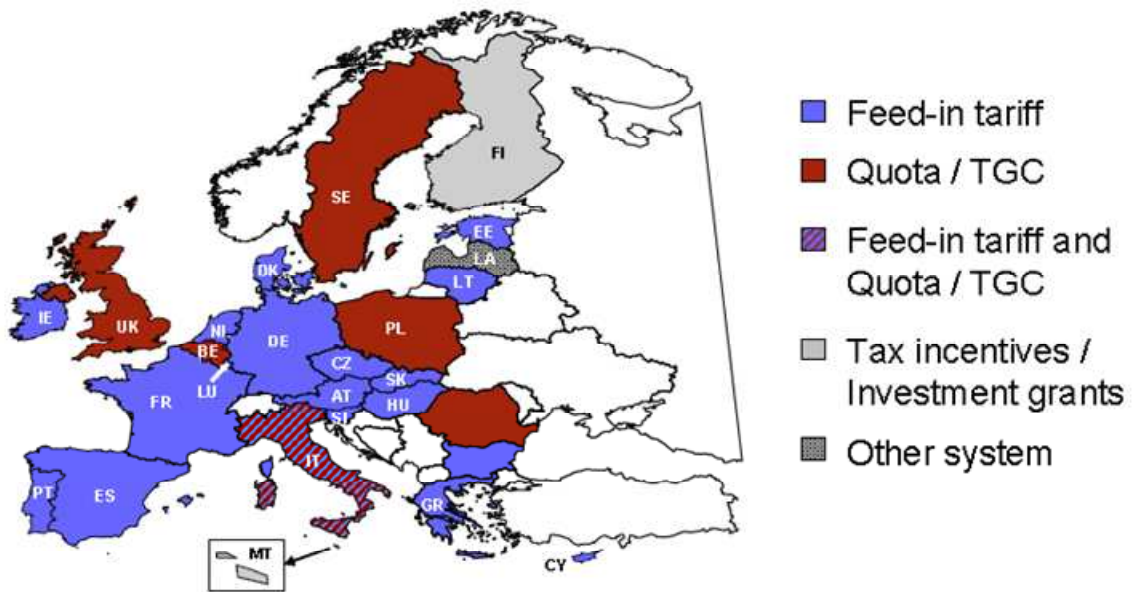 FI
SE
EE
LA
LT
DK
IE
UK
NI
BE
LU
DE
PL
CZ
SK
AT
HU
SI
FR
IT
PT
ES
GR
MT
CY
Feed-in tariff
Quota / TGC
Feed-in tariff and
Quota / TGC
Tax incentives /
Investment grants
Other system